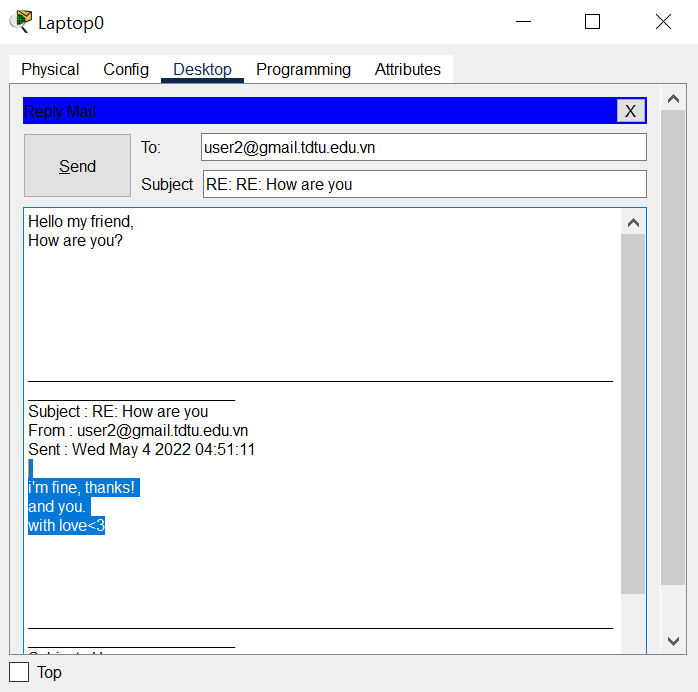 Laptop0
Physical Config Desktop Programming Attributes
Reply Mail
X
Send
To:
user2@gmail.tdtu.edu.vn
Subject
RE: RE: How are you
Hello my friend,
How are you?
Subject : RE: How are you
From : user2@gmail.tdtu.edu.vn
Sent : Wed May 4 2022 04:51:11
i'm fine, thanks!
and you.
with love<3
Top